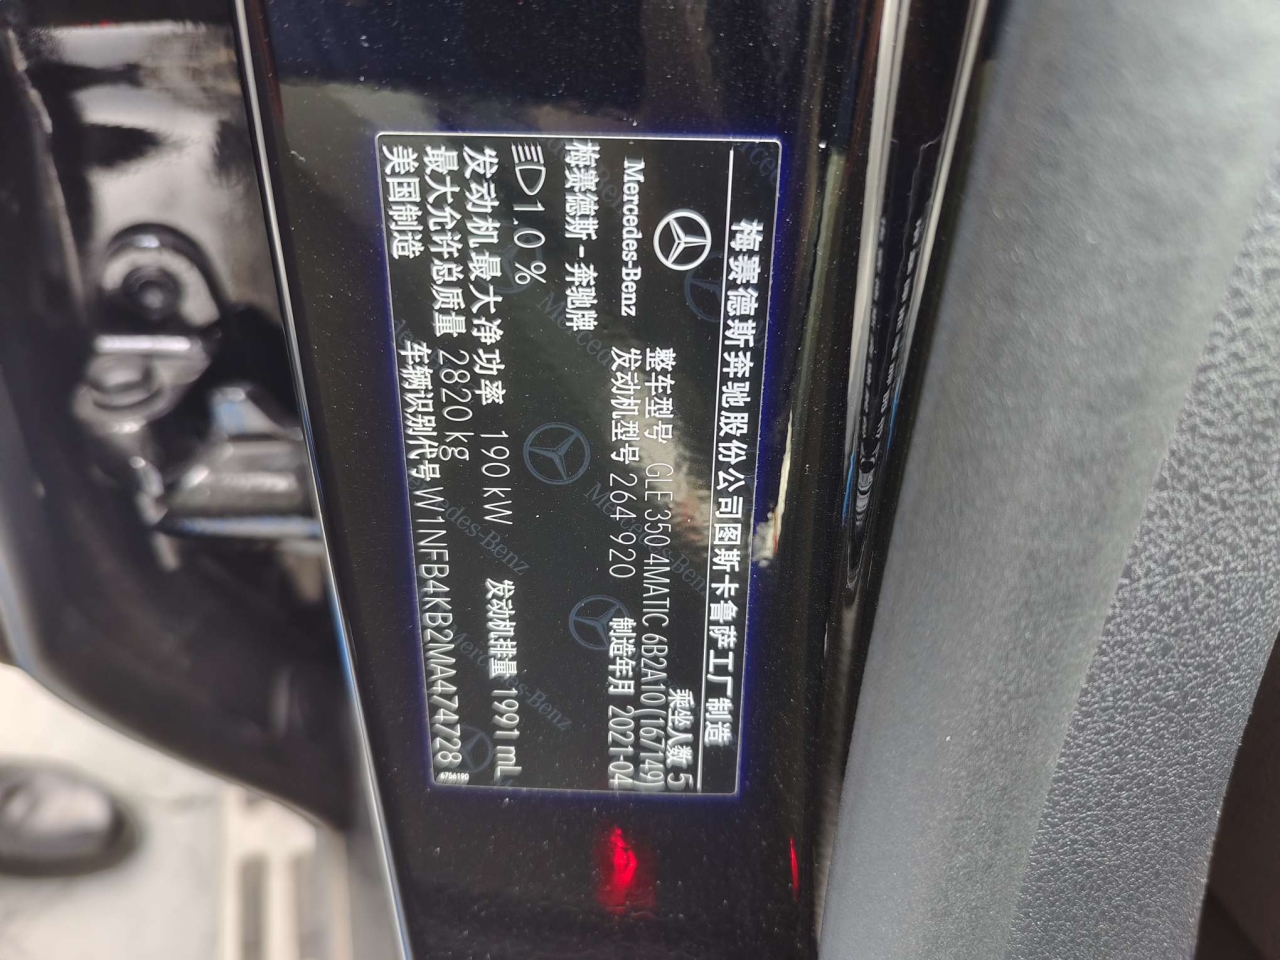 梅赛德斯奔驰股份公司图斯卡鲁萨工厂制造
乘坐人数 5
整车型号 GLE 350 4MATIC 6B2A10 (167149)
Mercedes-Benz 发动机型号 264 920 制造年月 2021-04
梅赛德斯-奔驰牌
1.0 %
发动机最大净功率 190 kW 发动机排量 1991 mL
最大允许总质量 2820 kg
美国制造 车辆识别代号 W1NFB4KB2MA474728
6756190